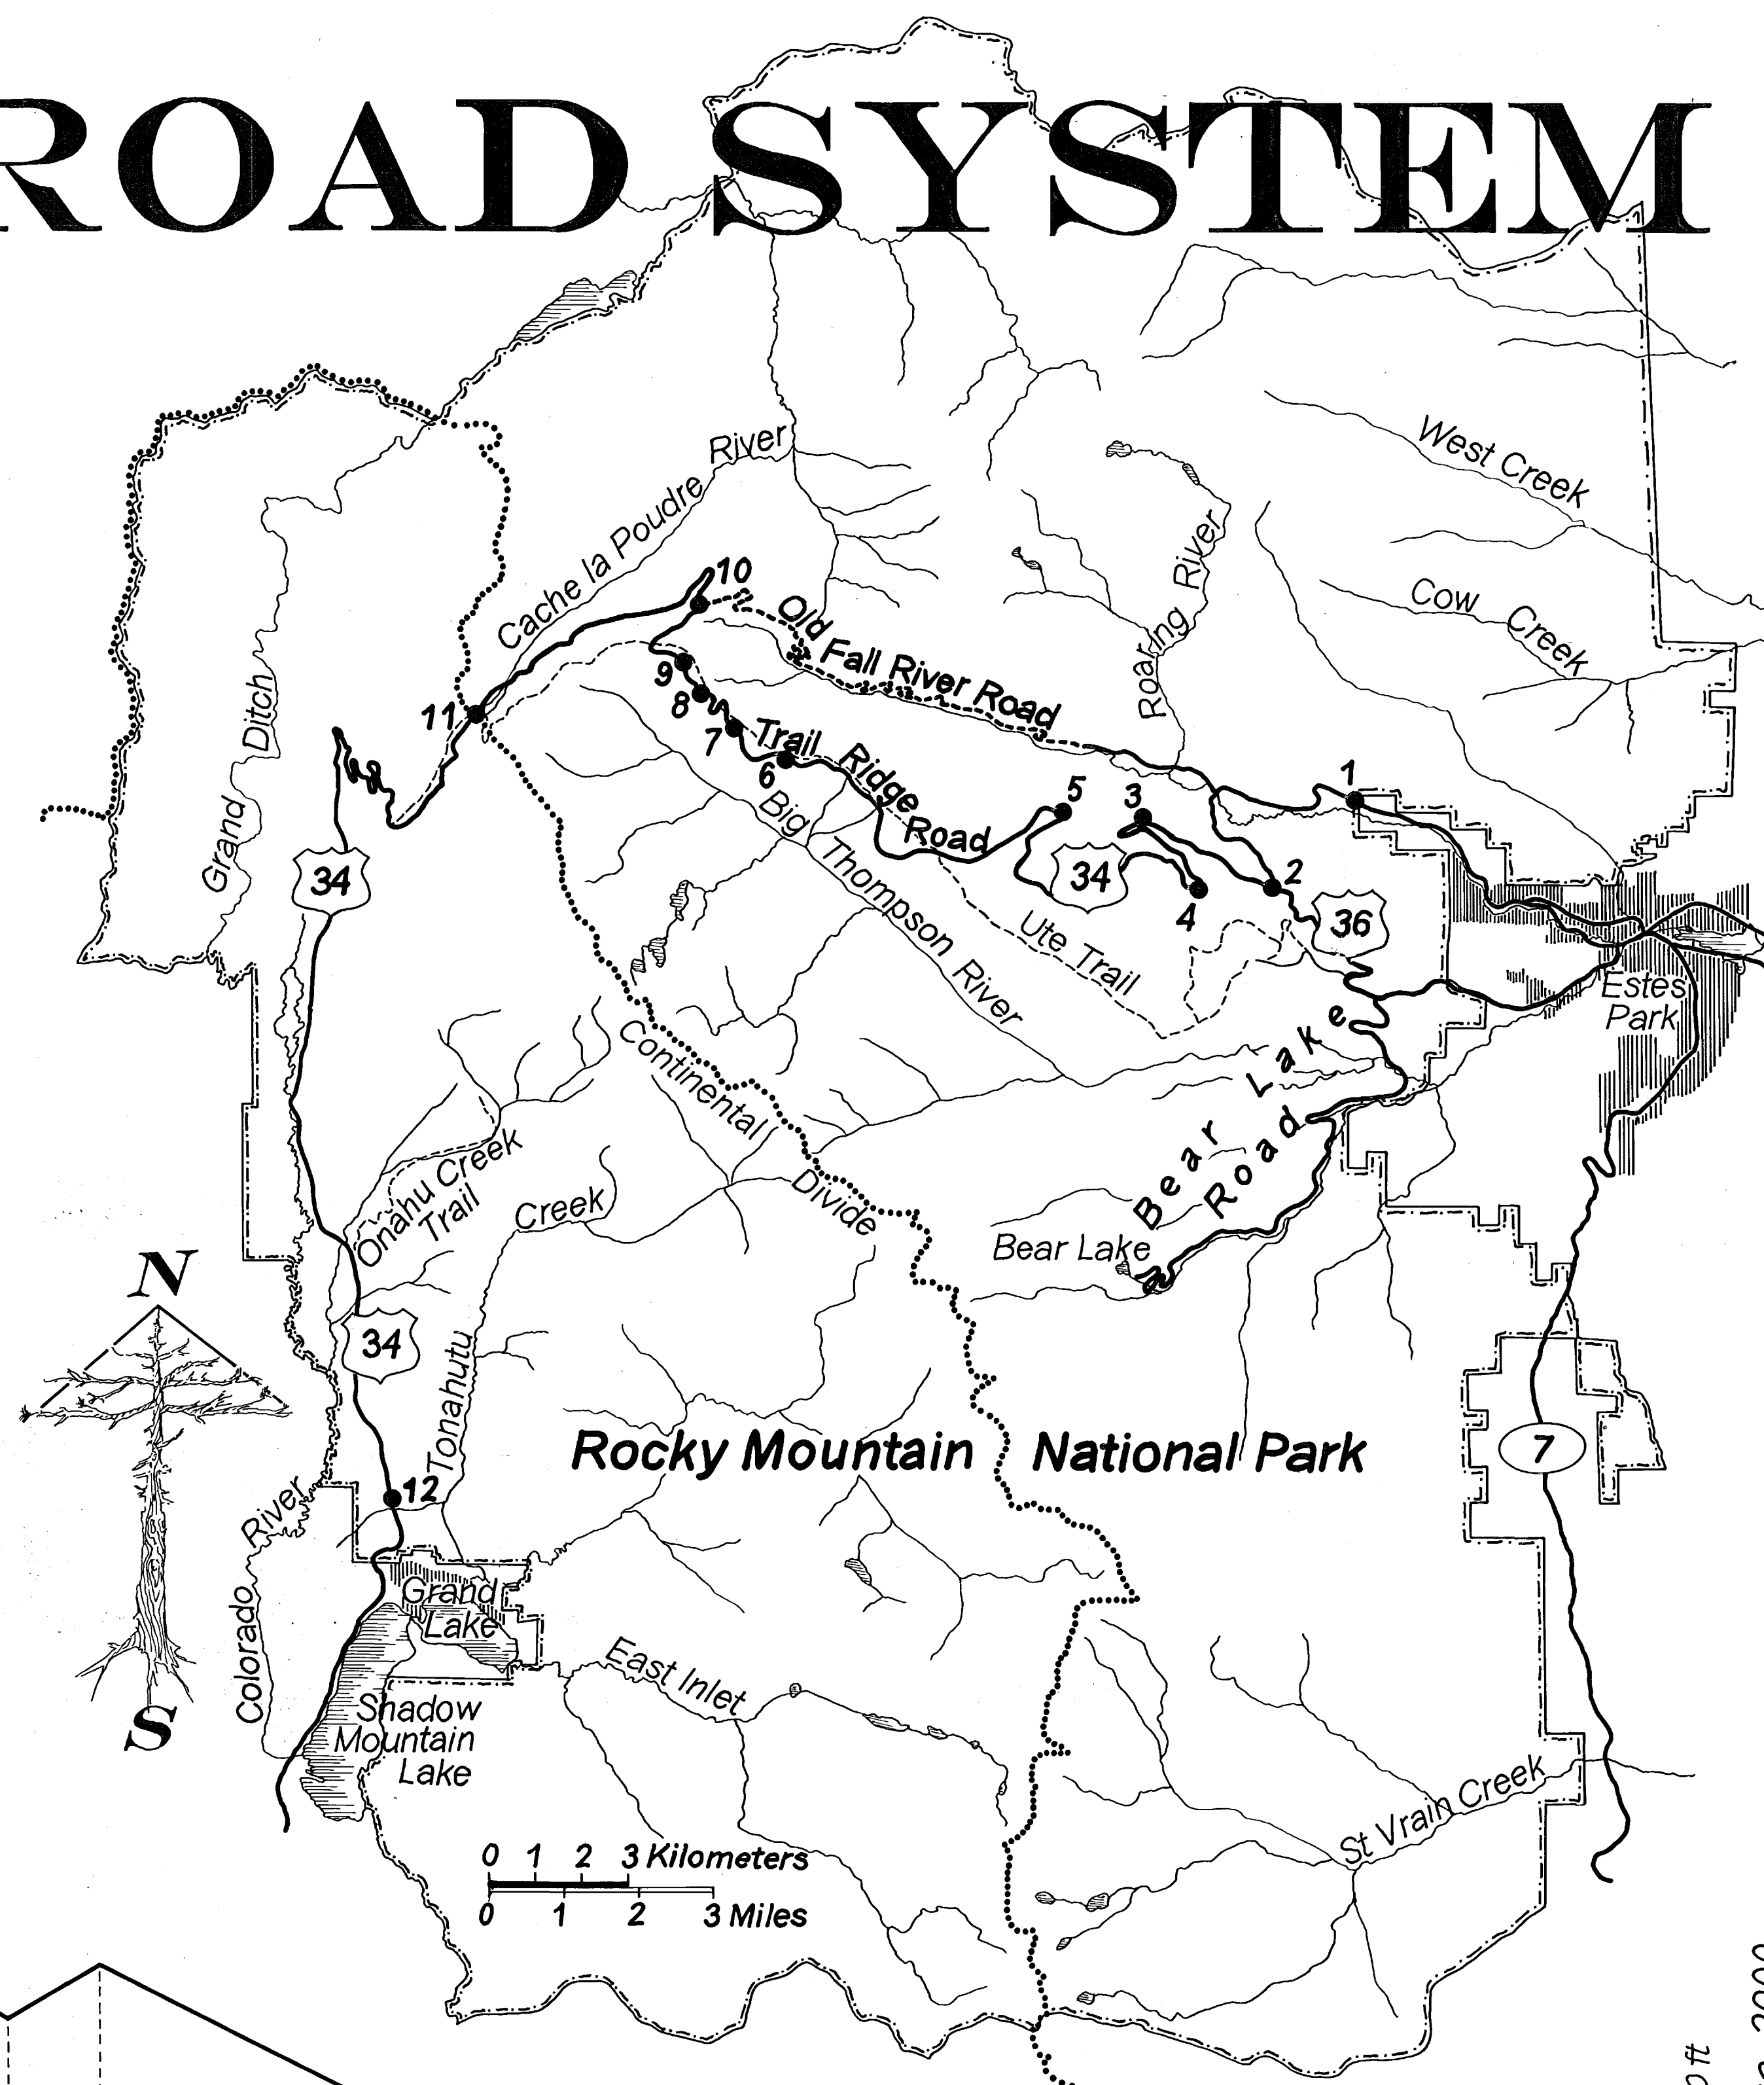 ROAD SYSTEM
West Creek
Cache la Poudre River
Roaring River
10
Cow Creek
Old Fall River Road
9
8
11
7
Trail Ridge Road
6
5
3
1
Grand Ditch
Big Thompson River
34
34
2
4
36
Ute Trail
Estes
Park
Continental Divide
Bear Lake
Road
Onahu Creek
Trail
Tonahutu Creek
Bear Lake
N
34
Rocky Mountain National Park
7
12
Colorado River
Grand
Lake
East Inlet
S
Shadow
Mountain
Lake
St Vrain Creek
0 1 2 3 Kilometers
0 1 2 3 Miles
2000